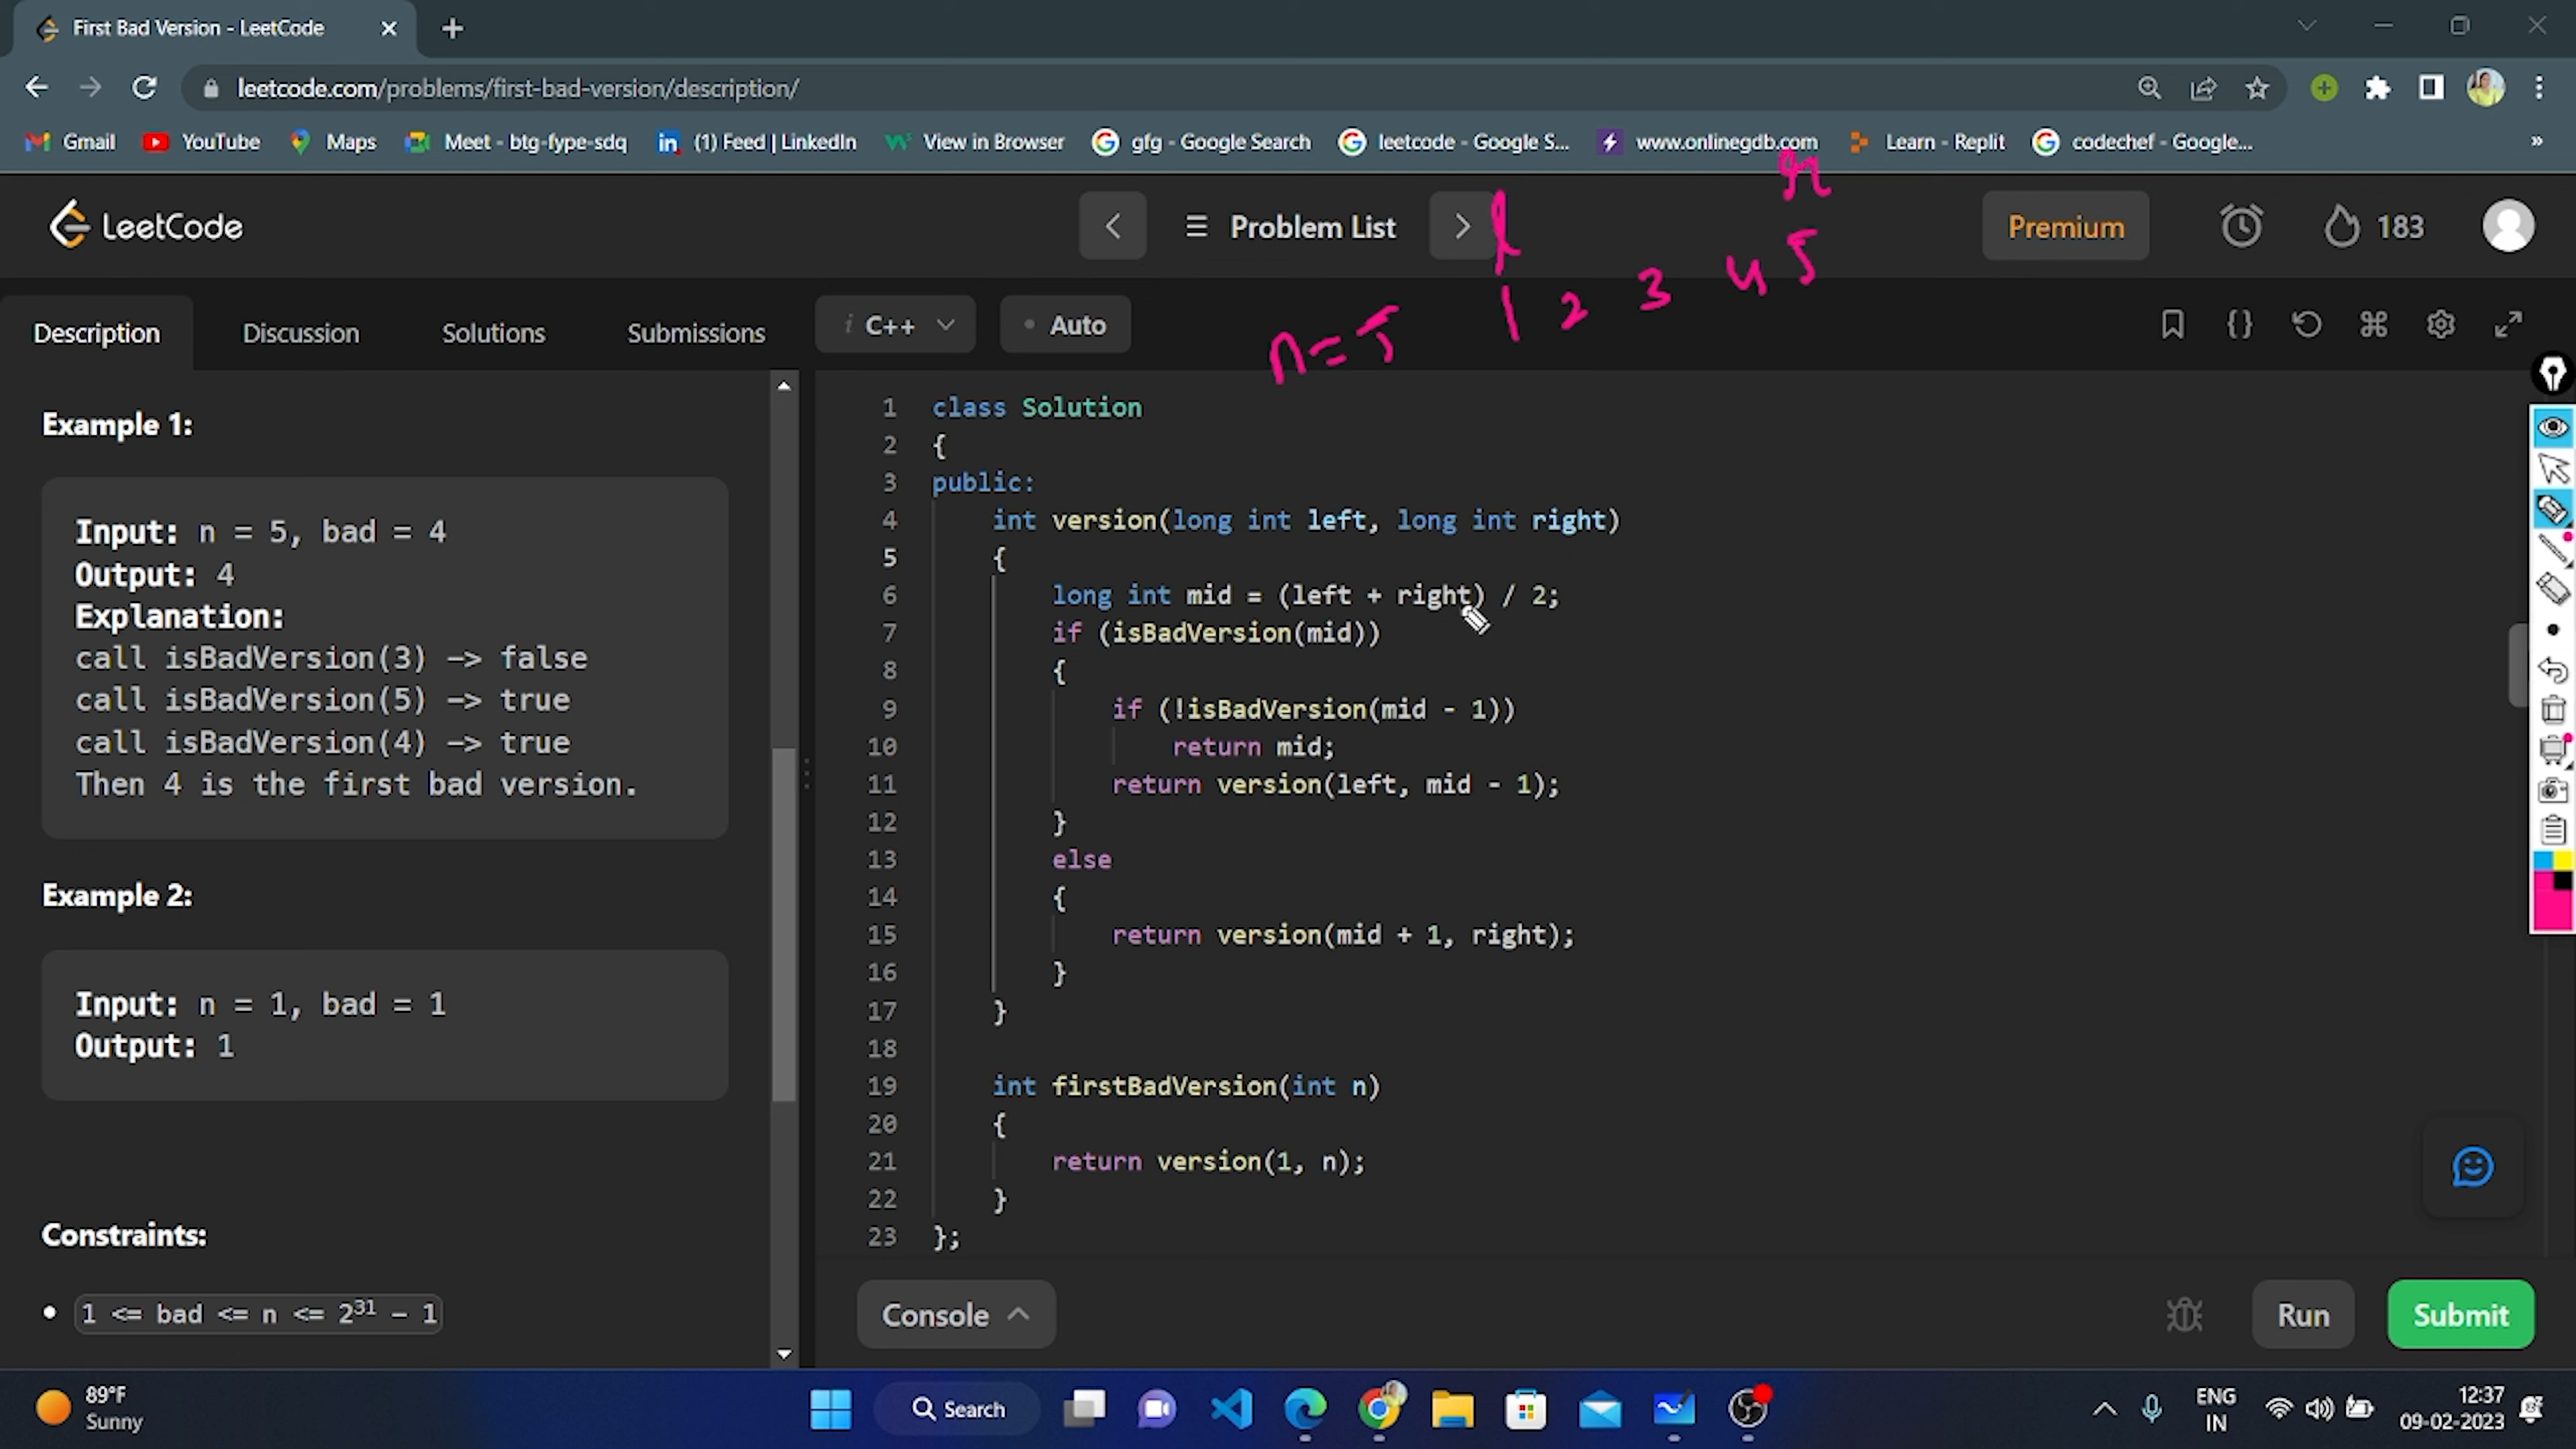 First Bad Version - LeetCode
leetcode.com/problems/first-bad-version/description/
Gmail YouTube Maps Meet - btg-fype-sdq (1) Feed | LinkedIn View in Browser gfg - Google Search leetcode - Google S... www.onlinegdb.com Learn - Replit codechef - Google... »
r
LeetCode Problem List l Premium 183
n=5 1 2 3 4 5
Description Discussion Solutions Submissions
i C++ Auto
Example 1:
Input: n = 5, bad = 4
Output: 4
Explanation:
call isBadVersion(3) -> false
call isBadVersion(5) -> true
call isBadVersion(4) -> true
Then 4 is the first bad version.
Example 2:
Input: n = 1, bad = 1
Output: 1
Constraints:
1 <= bad <= n <= 2³¹ - 1
1 class Solution
2 {
3 public:
4 int version(long int left, long int right)
5 {
6 long int mid = (left + right) / 2;
7 if (isBadVersion(mid))
8 {
9 if (!isBadVersion(mid - 1))
10 return mid;
11 return version(left, mid - 1);
12 }
13 else
14 {
15 return version(mid + 1, right);
16 }
17 }
18
19 int firstBadVersion(int n)
20 {
21 return version(1, n);
22 }
23 };
Console Run Submit
89°F
Sunny
Search
ENG
IN
12:37
09-02-2023